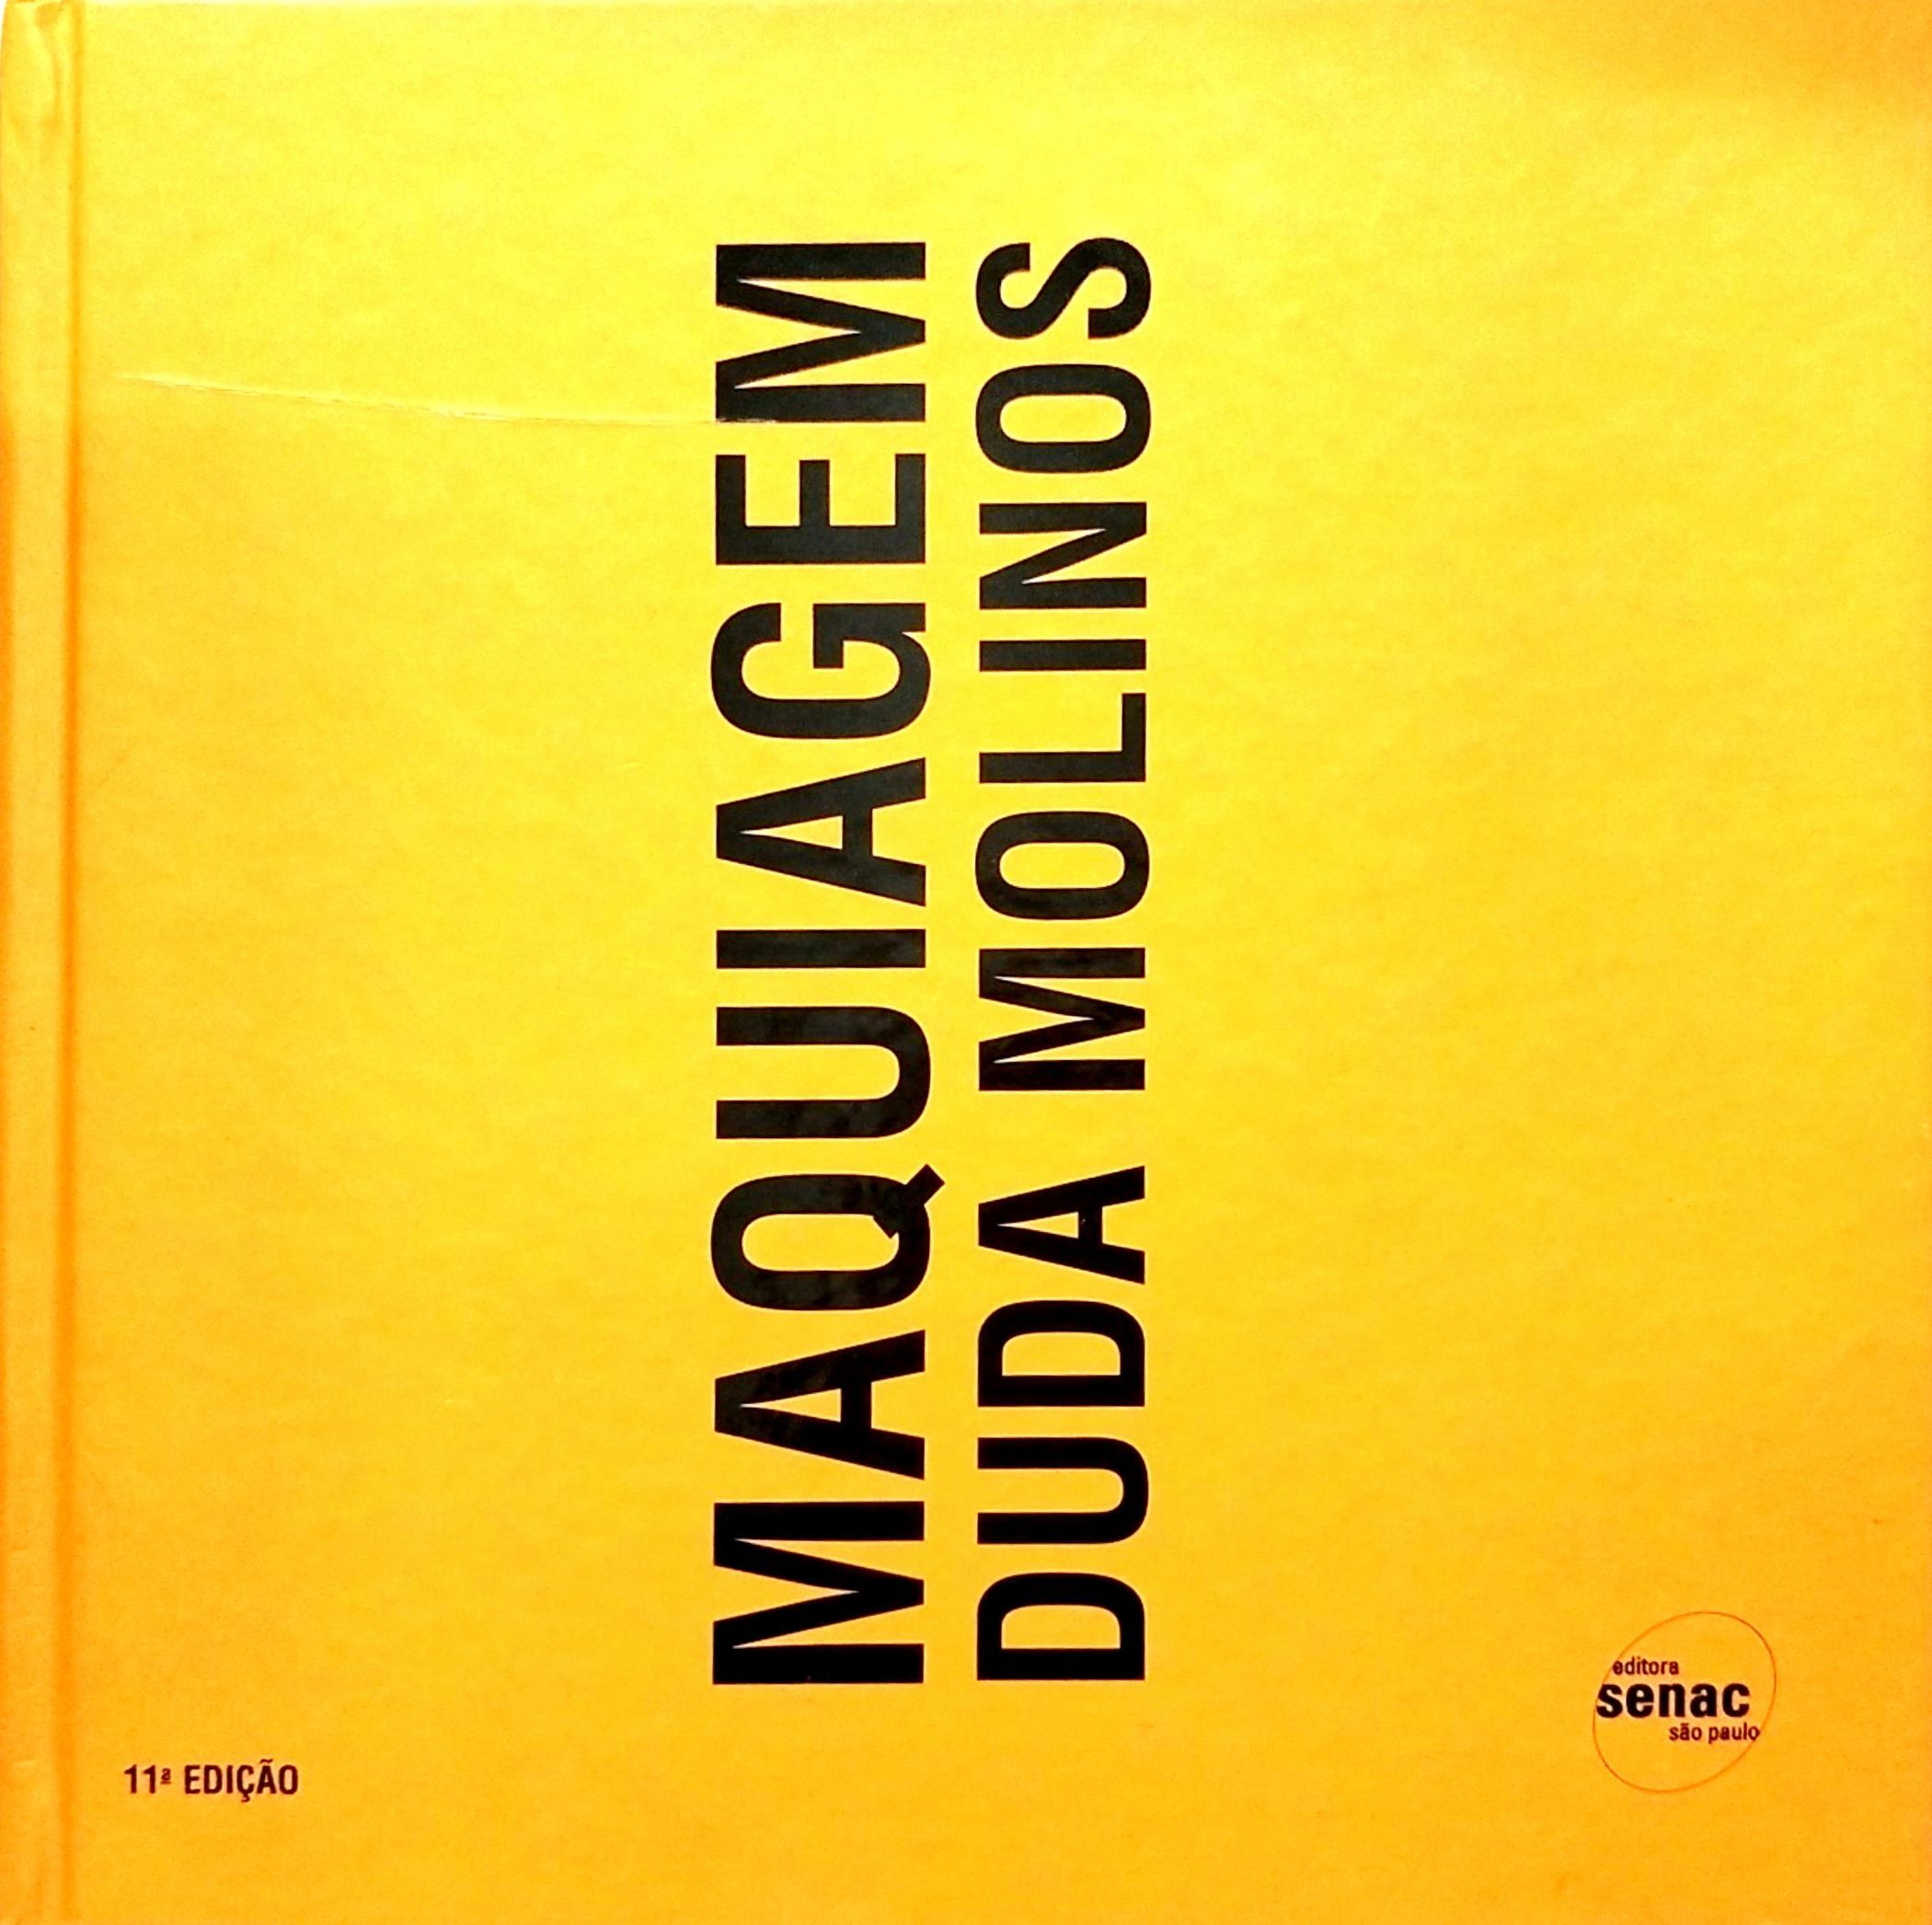 MAQUIAGEM
DUDA MOLINOS
11ª EDIÇÃO
editora
senac
são paulo